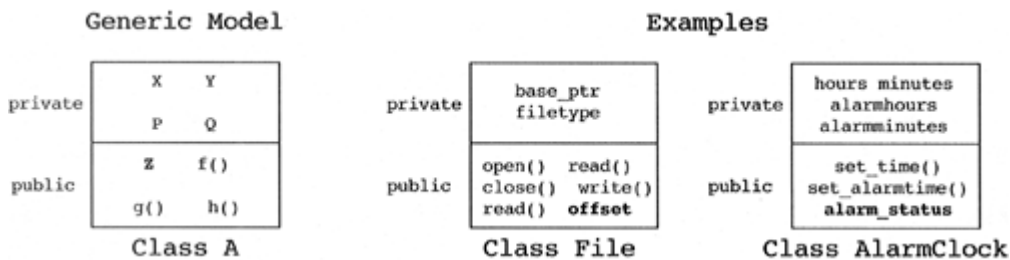 Generic Model
Examples
private
X Y
P Q
public
Z f()
g() h()
Class A
private
base_ptr
filetype
public
open() read()
close() write()
read() offset
Class File
private
hours minutes
alarmhours
alarmminutes
public
set_time()
set_alarmtime()
alarm_status
Class AlarmClock